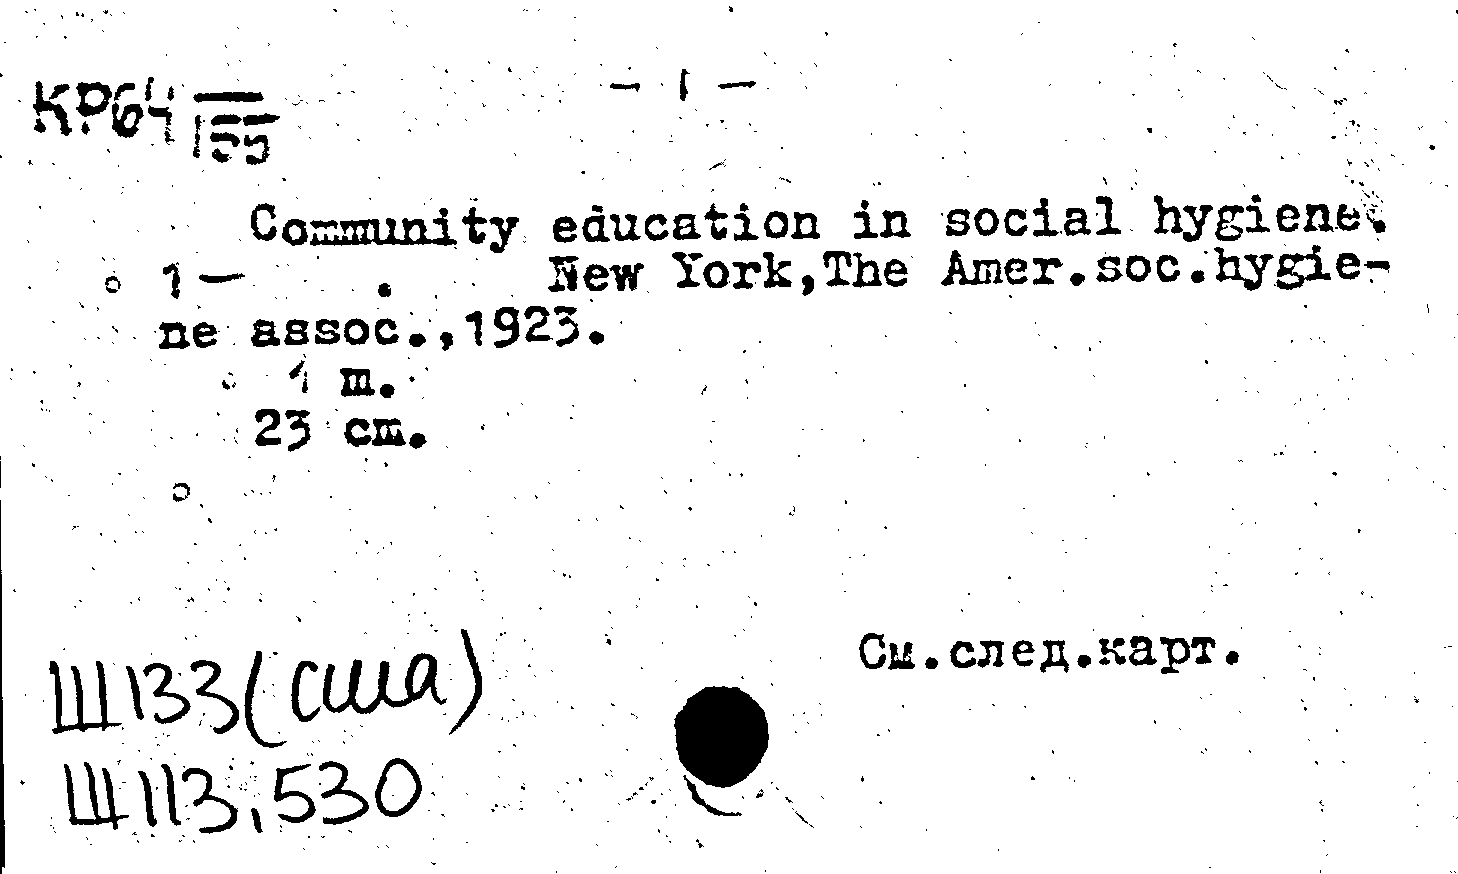 - 1 -
КР64 155
Community education in social hygiene.
1— . New York,The Amer.soc.hygie-
ne assoc.,1923.
1 m.
23 cm.
См.след.карт.
Ш133(сша)
Ш113,530